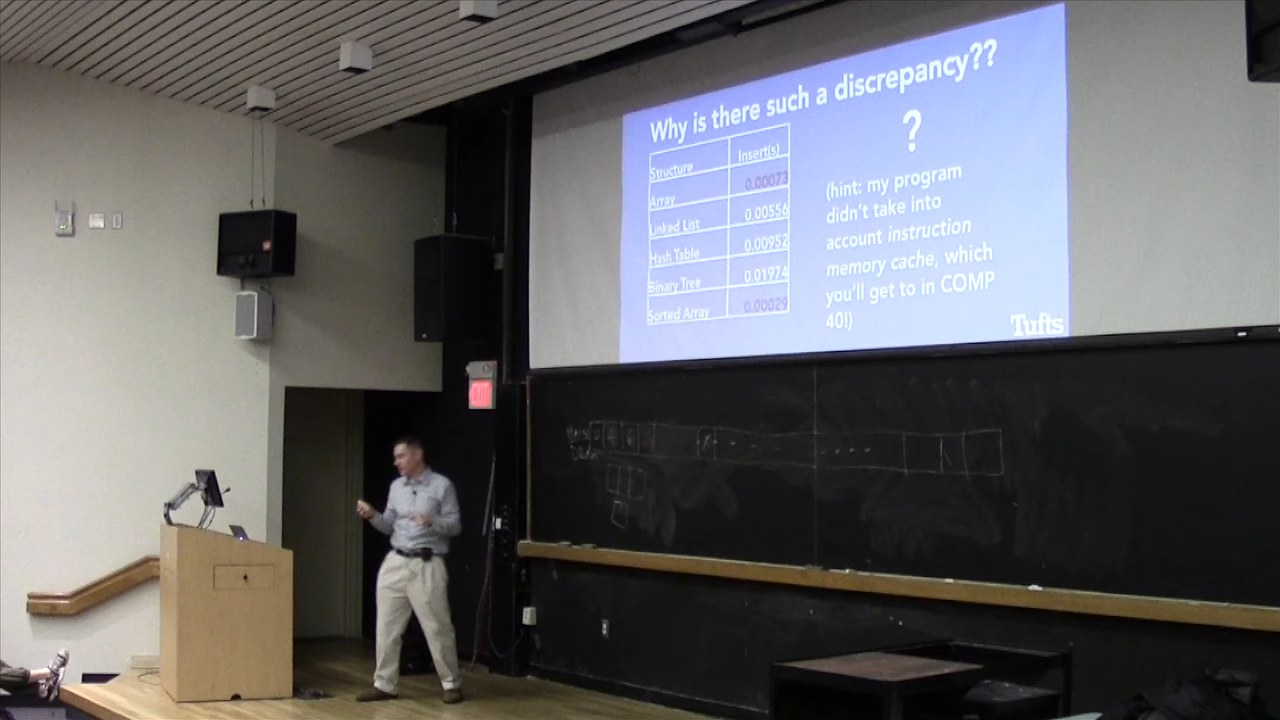 Why is there such a discrepancy??
Structure Insert(s)
Array 0.00073
Linked List 0.00556
Hash Table 0.00952
Binary Tree 0.01974
Sorted Array 0.00029
?
(hint: my program
didn't take into
account instruction
memory cache, which
you'll get to in COMP
40!)
Tufts
EXIT